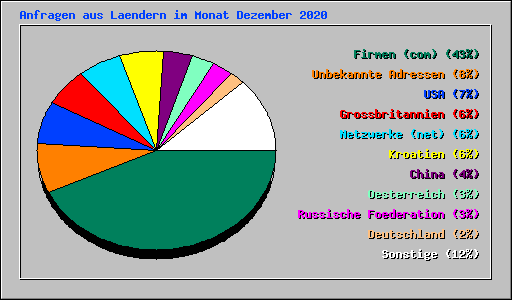 Anfragen aus Laendern im Monat Dezember 2020
Firmen (com) (43%)
Unbekannte Adressen (8%)
USA (7%)
Grossbritannien (6%)
Netzwerke (net) (6%)
Kroatien (6%)
China (4%)
Oesterreich (3%)
Russische Foederation (3%)
Deutschland (2%)
Sonstige (12%)